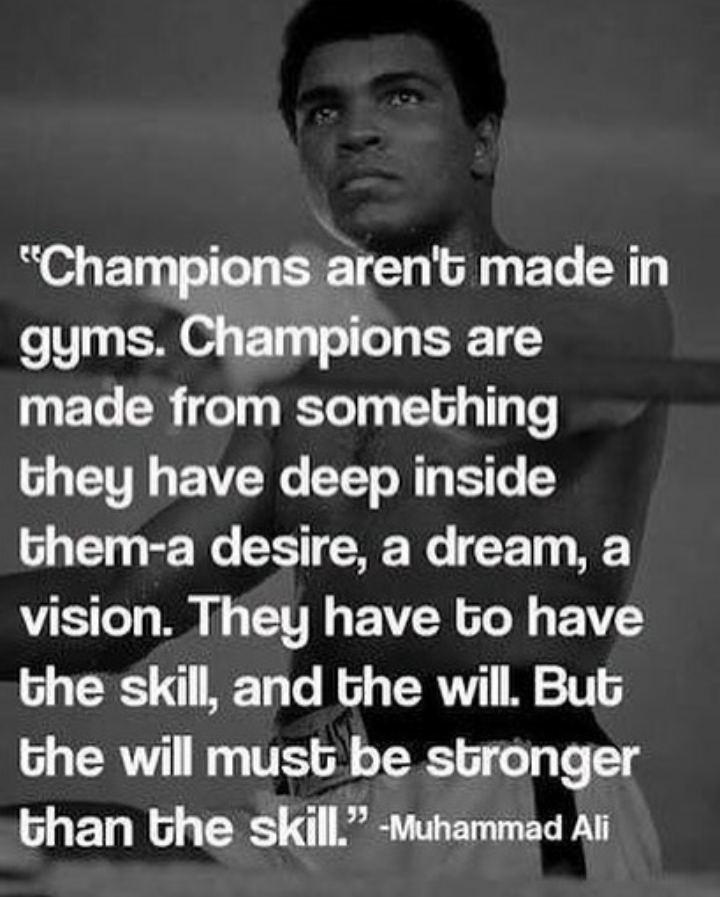 “Champions aren't made in
gyms. Champions are
made from something
they have deep inside
them-a desire, a dream, a
vision. They have to have
the skill, and the will. But
the will must be stronger
than the skill.” -Muhammad Ali